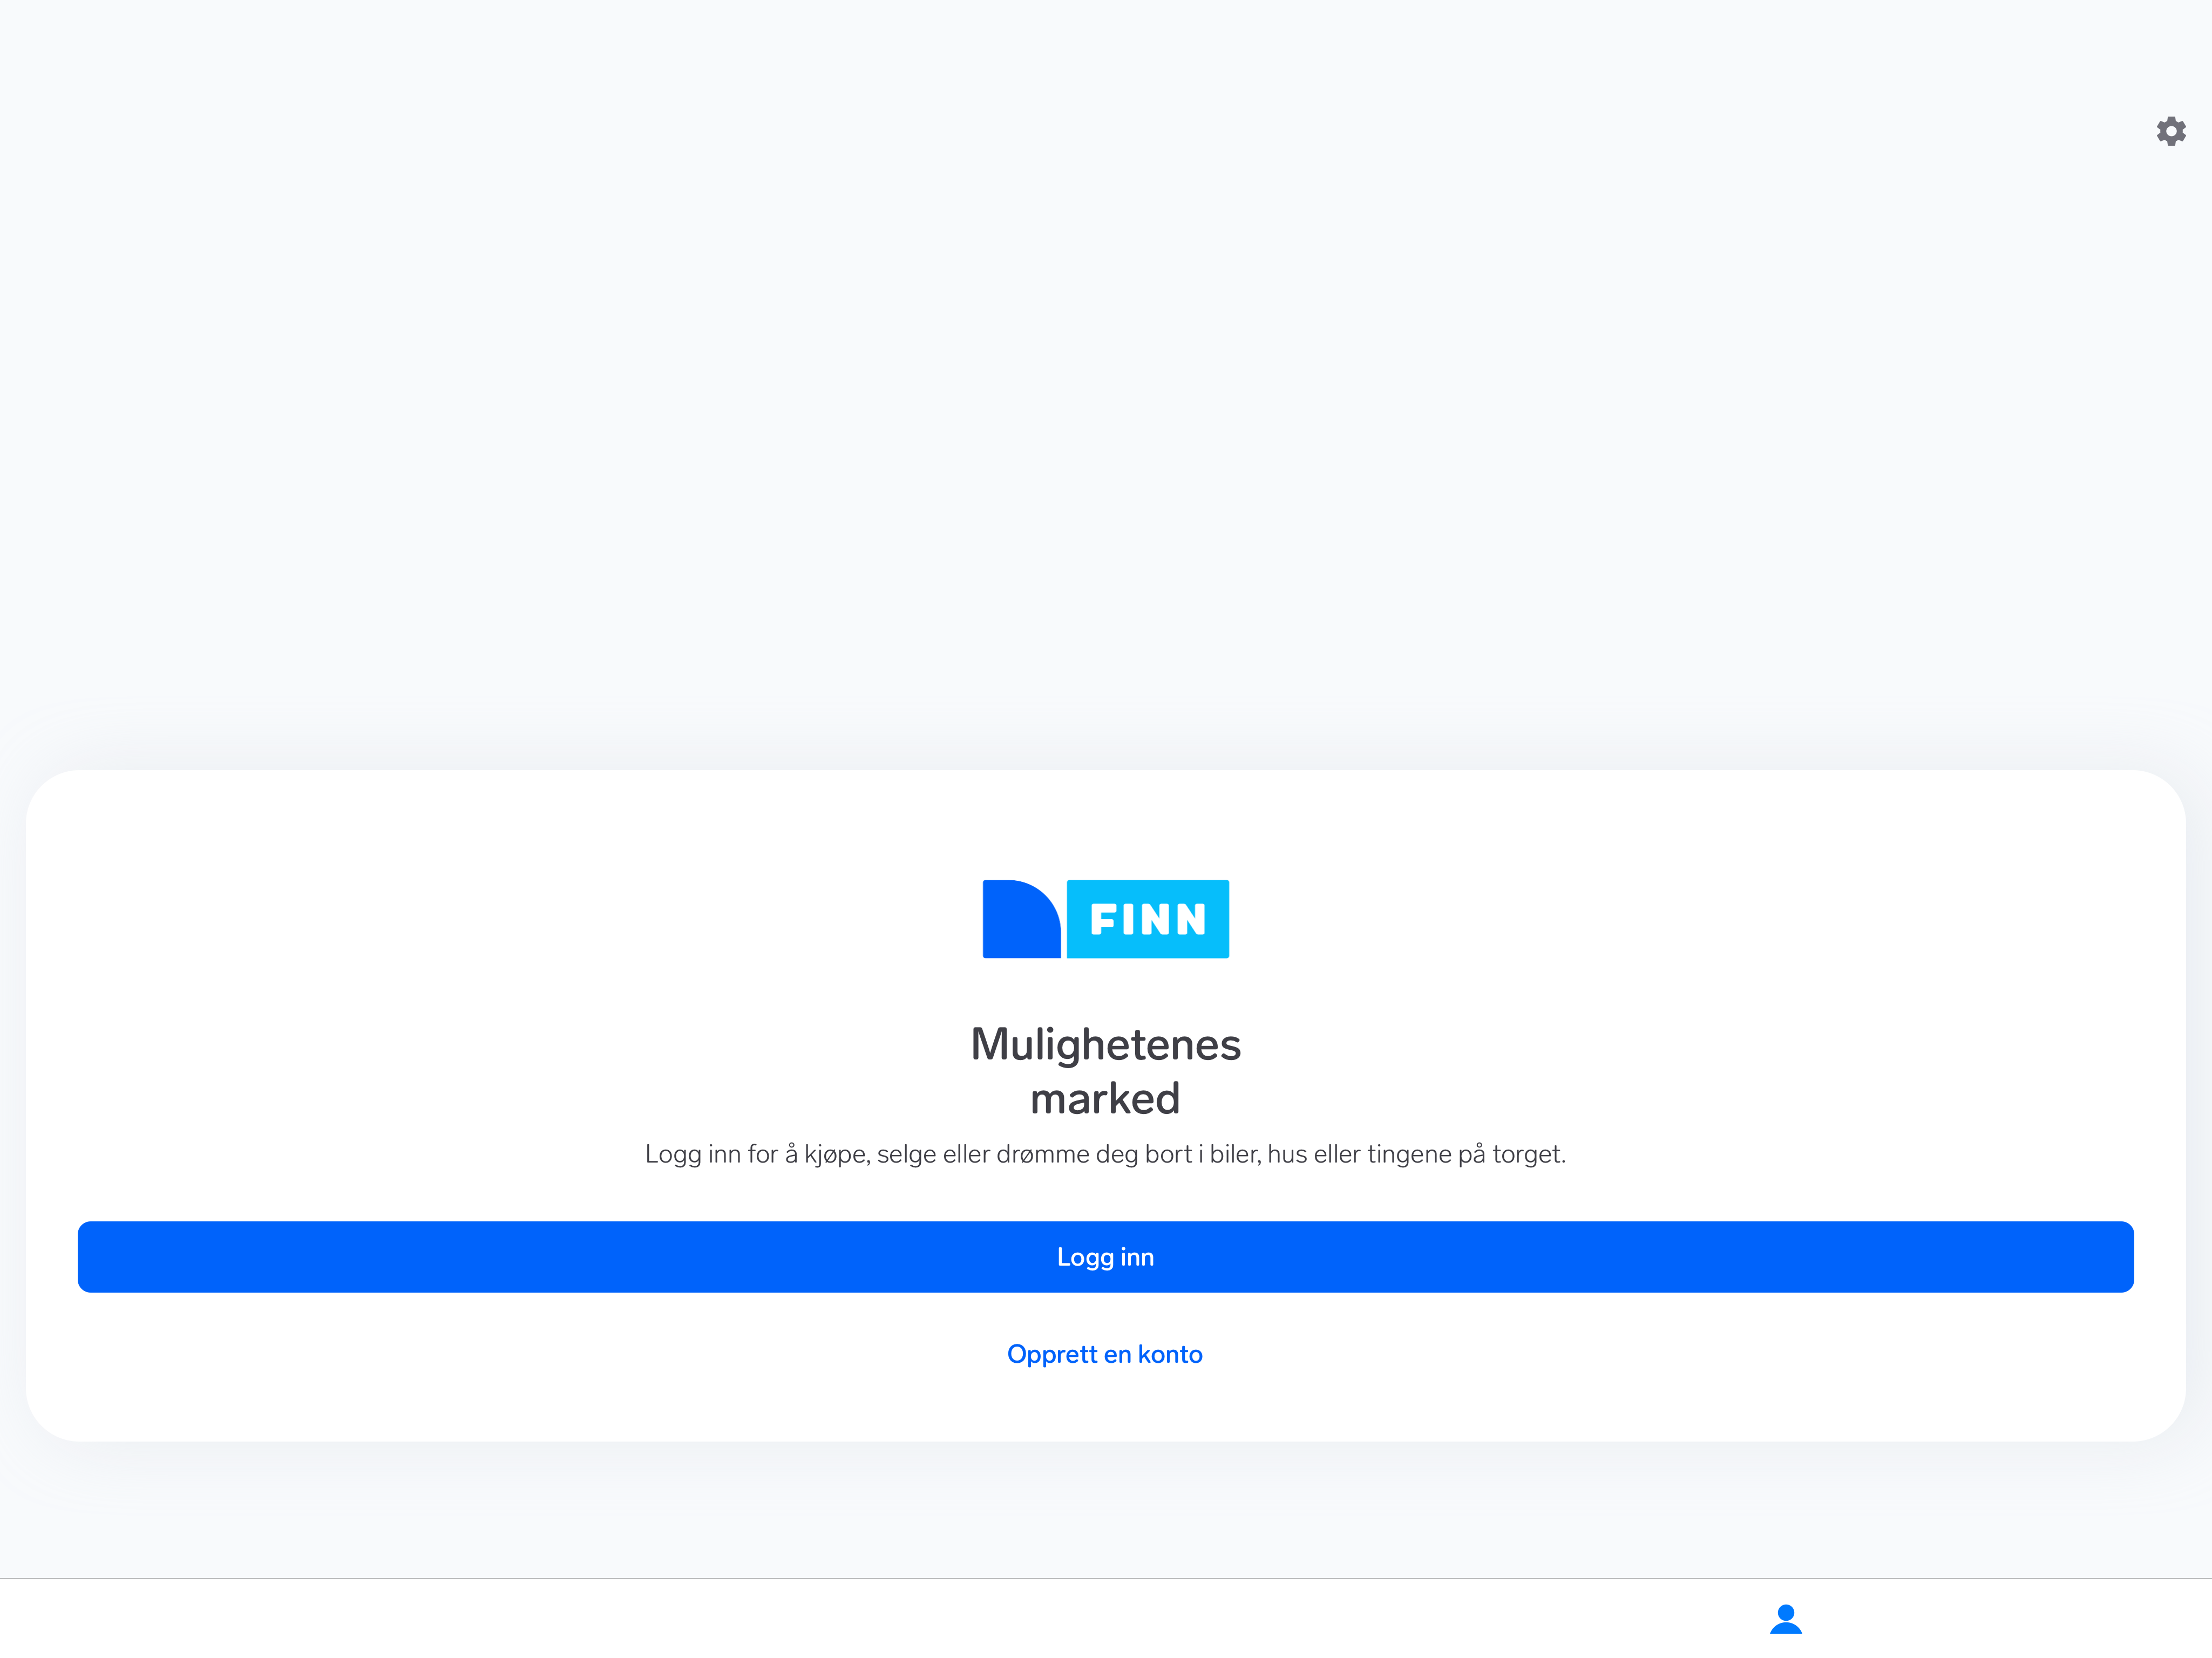 FINN
Mulighetenes
marked
Logg inn for å kjøpe, selge eller drømme deg bort i biler, hus eller tingene på torget.
Logg inn
Opprett en konto